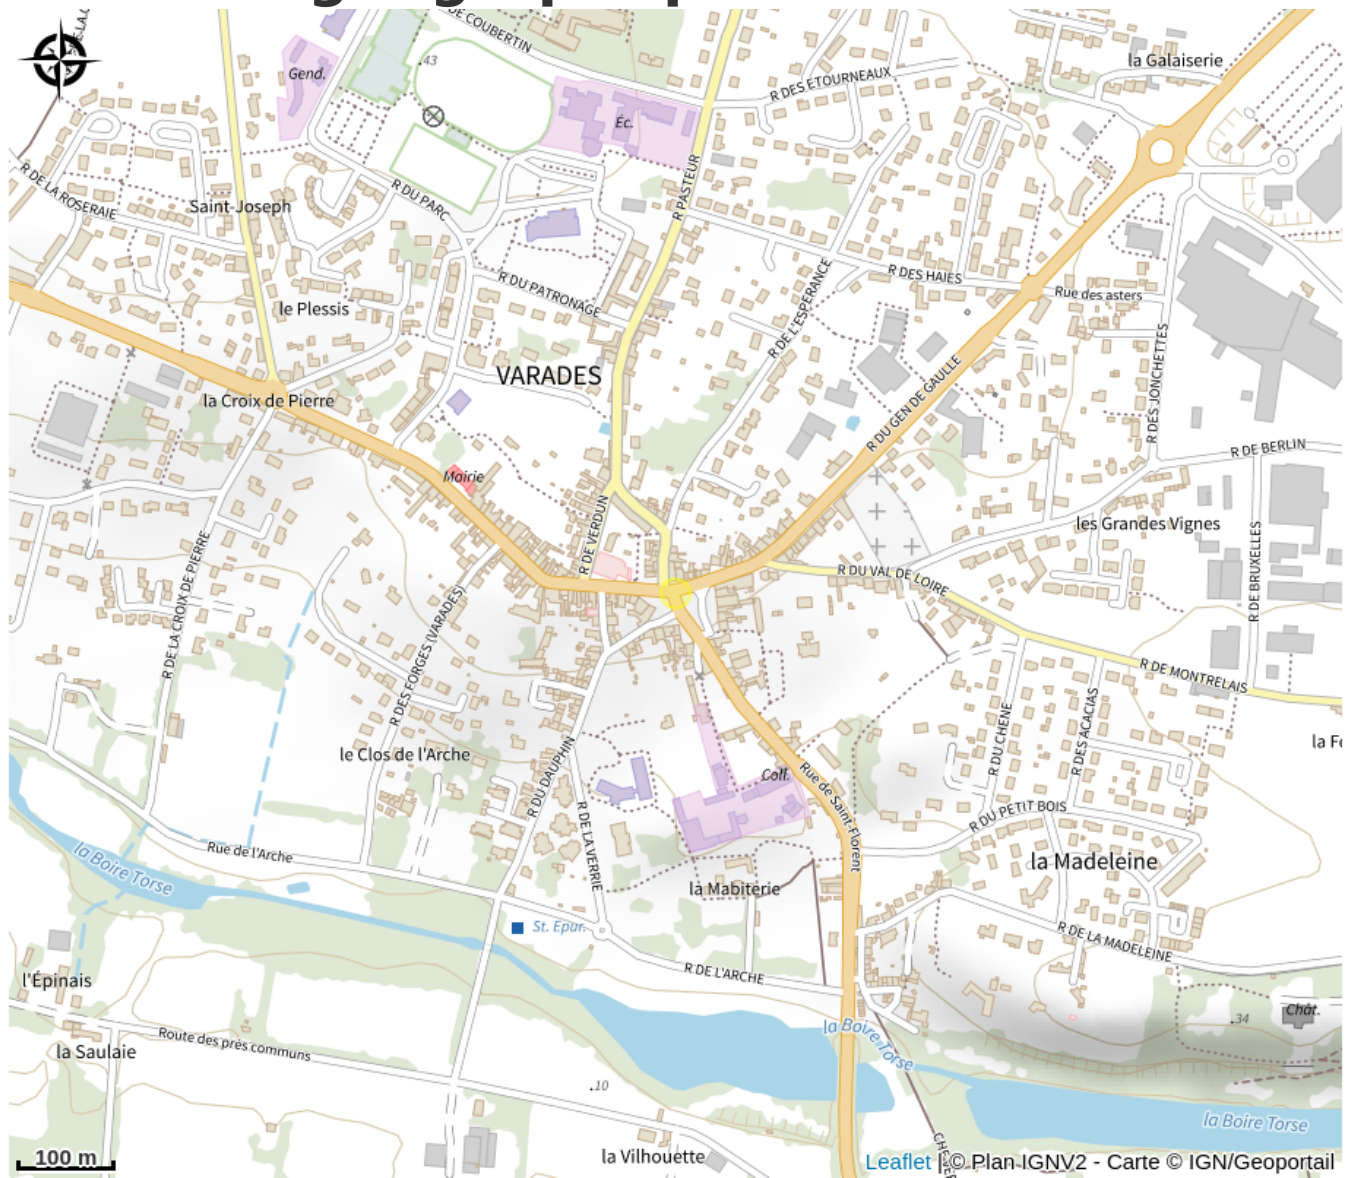 DE COUBERTIN
la Galaiserie
43
Gend.
R DES ETOURNEAUX
Éc.
R DE LA ROSERAIE
R DU PARC
R PASTEUR
Saint-Joseph
R DES HAIES
Rue des asters
R DU PATRONAGE
le Plessis
R DE L'ESPERANCE
VARADES
R DES JONCHETTES
R DU GEN DE GAULLE
la Croix de Pierre
R DE BERLIN
Mairie
R DE VERDUN
les Grandes Vignes
R DE LA CROIX DE PIERRE
R DE BRUXELLES
R DU VAL DE LOIRE
R DES FORGES (VARADES)
R DE MONTRELAIS
R DU CHENE
R DES ACACIAS
la Fo
le Clos de l'Arche
R DU DAUPHIN
Coll.
Rue de Saint-Florent
R DU PETIT BOIS
R DE LA VERRIE
Rue de l'Arche
la Boire Torse
la Madeleine
la Mabiterie
St. Epur.
R DE LA MADELEINE
R DE L'ARCHE
l'Épinais
Chât.
34
la Boire Torse
Route des prés communs
la Saulaie
10
la Boire Torse
la Vilhouette
100 m
Leaflet | © Plan IGNV2 - Carte © IGN/Geoportail